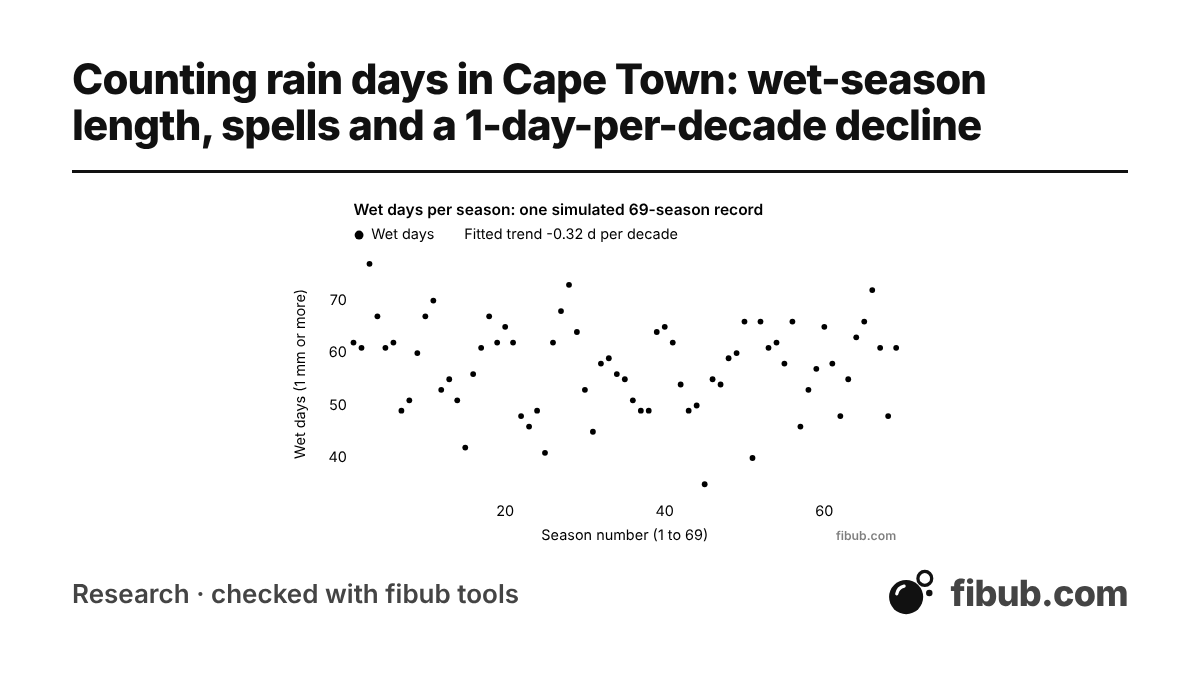 Counting rain days in Cape Town: wet-season
length, spells and a 1-day-per-decade decline
Wet days per season: one simulated 69-season record
Wet days Fitted trend -0.32 d per decade
Wet days (1 mm or more)
70
60
50
40
20 40 60
Season number (1 to 69)
fibub.com
Research · checked with fibub tools
fibub.com